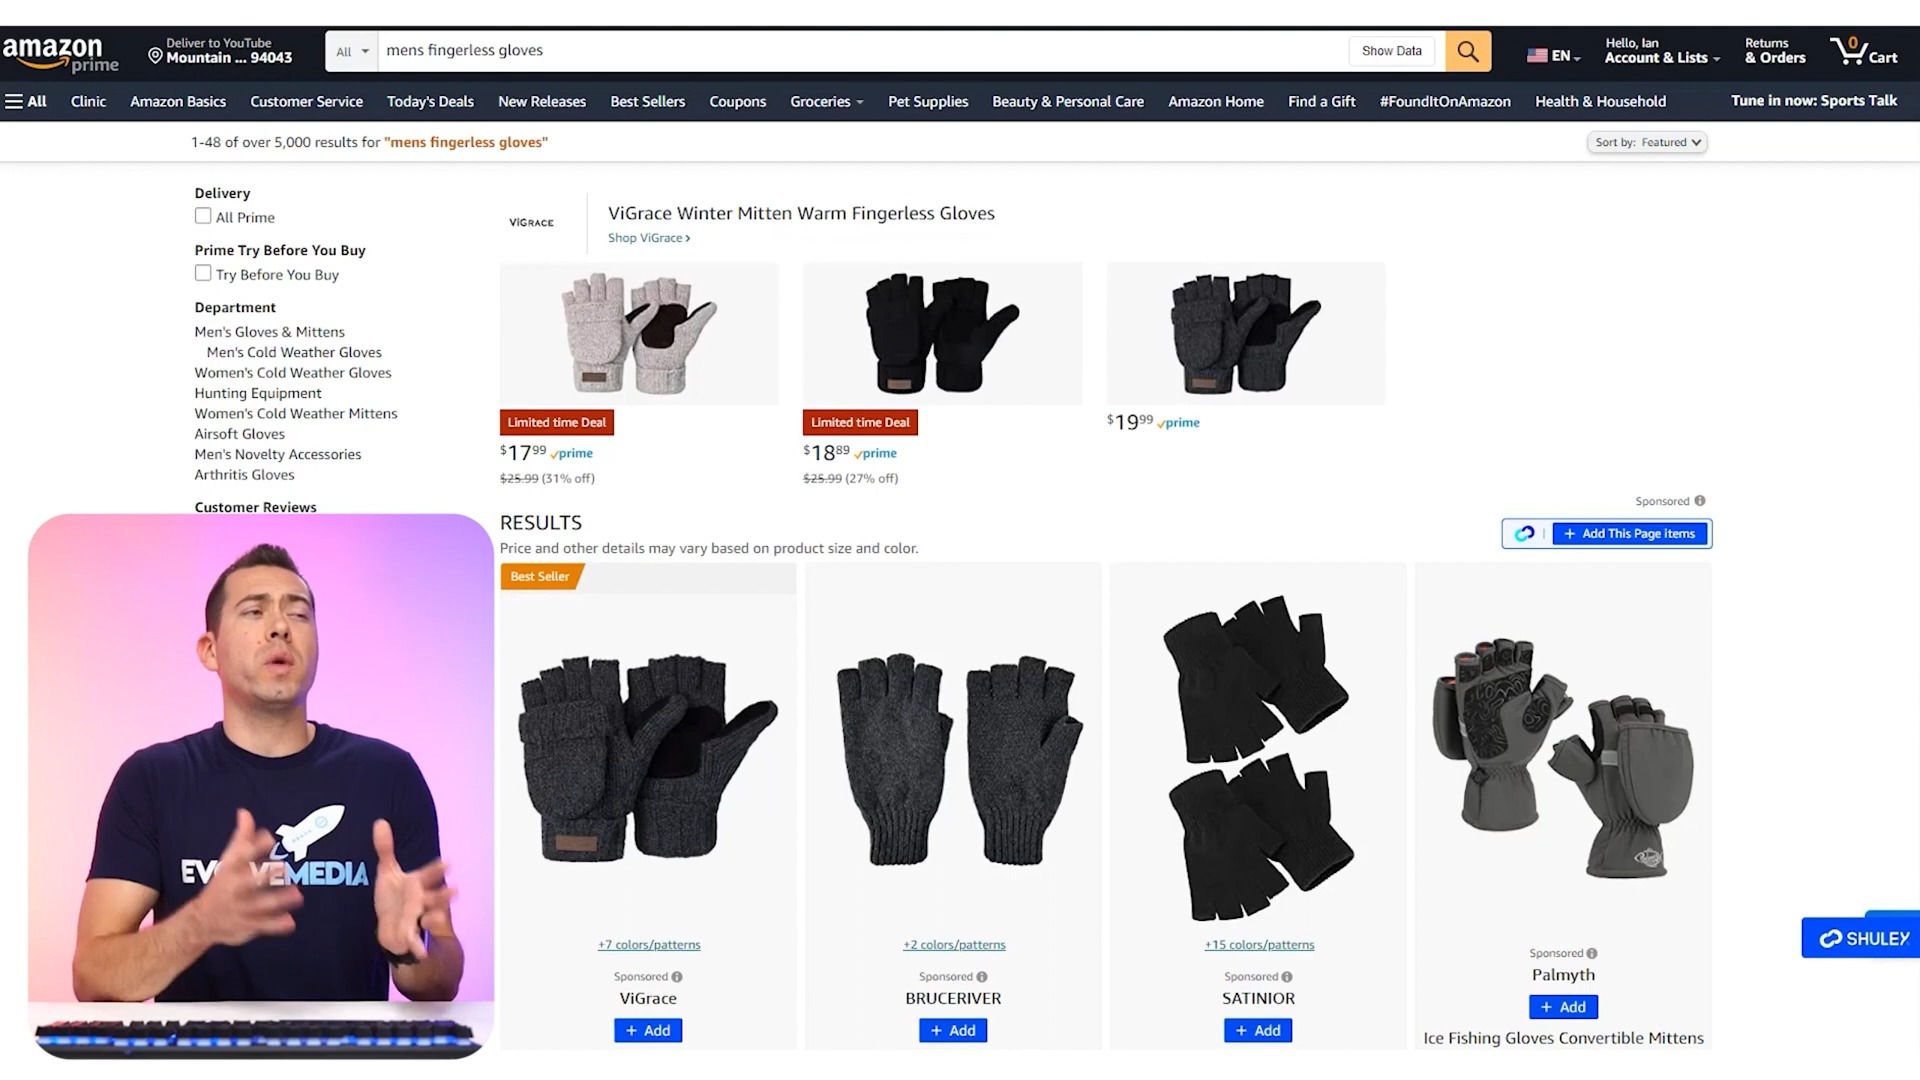 amazon
prime
Deliver to YouTube
Mountain ... 94043
All
mens fingerless gloves
Show Data
EN
Hello, Ian
Account & Lists
Returns
& Orders
0
Cart
All
Clinic
Amazon Basics
Customer Service
Today's Deals
New Releases
Best Sellers
Coupons
Groceries
Pet Supplies
Beauty & Personal Care
Amazon Home
Find a Gift
#FoundItOnAmazon
Health & Household
Tune in now: Sports Talk
1-48 of over 5,000 results for "mens fingerless gloves"
Sort by: Featured
Delivery
All Prime
Prime Try Before You Buy
Try Before You Buy
Department
Men's Gloves & Mittens
Men's Cold Weather Gloves
Women's Cold Weather Gloves
Hunting Equipment
Women's Cold Weather Mittens
Airsoft Gloves
Men's Novelty Accessories
Arthritis Gloves
Customer Reviews
VIGRACE
ViGrace Winter Mitten Warm Fingerless Gloves
Shop ViGrace ›
Limited time Deal
$17.99 prime
$25.99 (31% off)
Limited time Deal
$18.89 prime
$25.99 (27% off)
$19.99 prime
Sponsored
RESULTS
Price and other details may vary based on product size and color.
+ Add This Page items
Best Seller
+7 colors/patterns
Sponsored
ViGrace
+ Add
+2 colors/patterns
Sponsored
BRUCERIVER
+ Add
+15 colors/patterns
Sponsored
SATINIOR
+ Add
Sponsored
Palmyth
+ Add
Ice Fishing Gloves Convertible Mittens
SHULEX